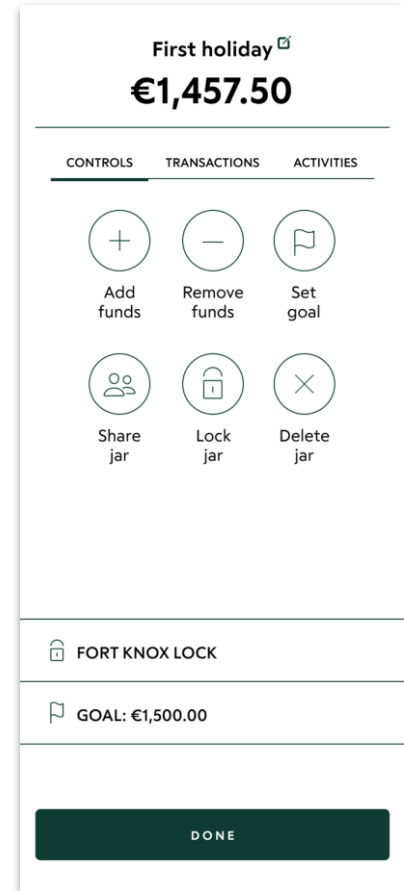 First holiday
€1,457.50
CONTROLS TRANSACTIONS ACTIVITIES
Add Remove Set
funds funds goal
Share Lock Delete
jar jar jar
FORT KNOX LOCK
GOAL: €1,500.00
DONE